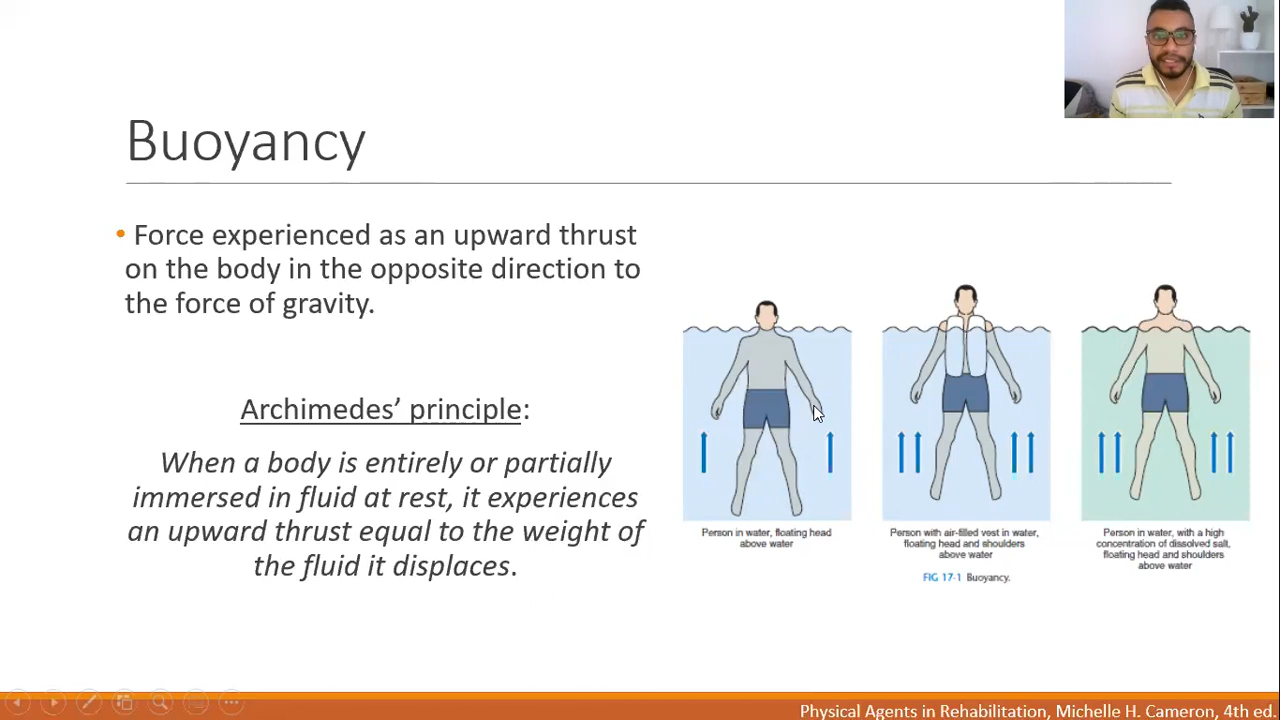 Buoyancy
• Force experienced as an upward thrust
on the body in the opposite direction to
the force of gravity.
Archimedes’ principle:
When a body is entirely or partially
immersed in fluid at rest, it experiences
an upward thrust equal to the weight of
the fluid it displaces.
Person in water, floating head
above water
Person with air-filled vest in water,
floating head and shoulders
above water
Person in water, with a high
concentration of dissolved salt,
floating head and shoulders
above water
FIG 17-1 Buoyancy.
Physical Agents in Rehabilitation, Michelle H. Cameron, 4th ed.